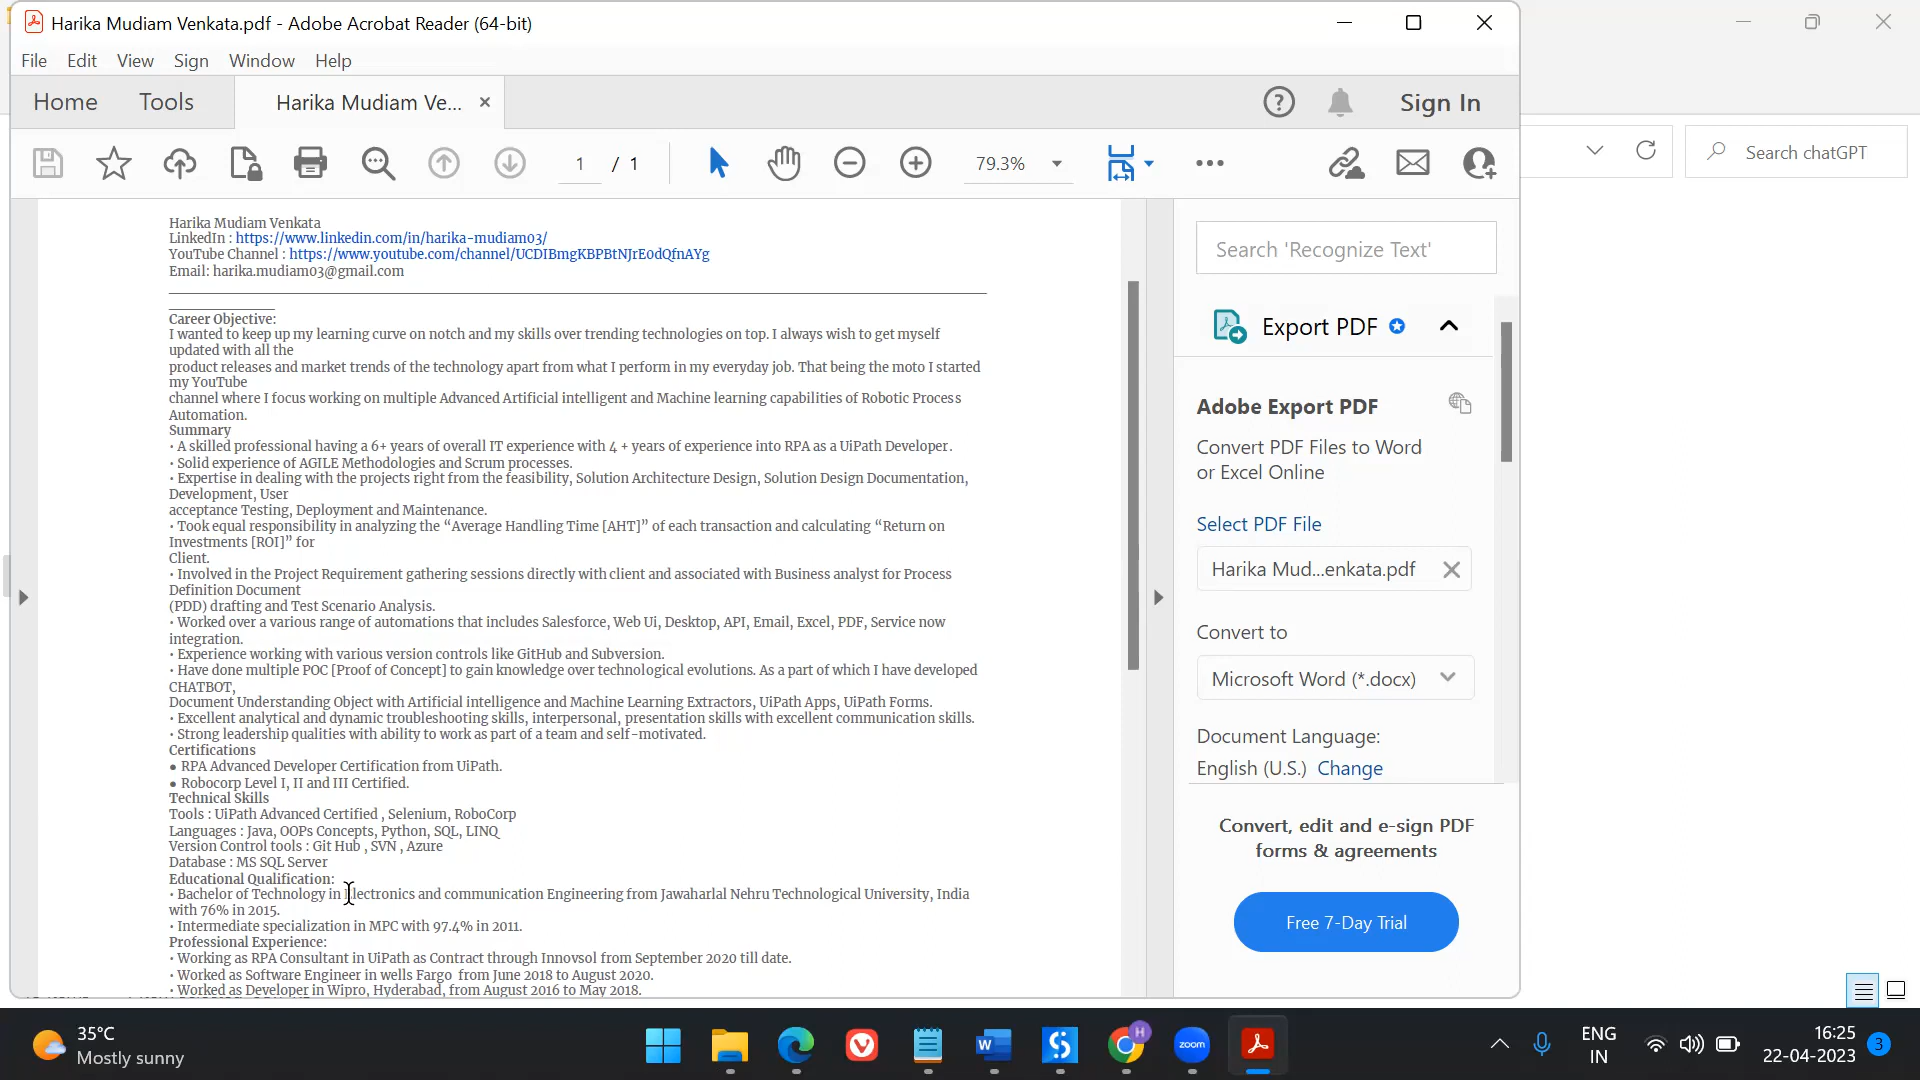 Harika Mudiam Venkata.pdf - Adobe Acrobat Reader (64-bit)
File Edit View Sign Window Help
Home Tools Harika Mudiam Ve... Sign In
1 / 1 79.3%
Search chatGPT
Harika Mudiam Venkata
LinkedIn : https://www.linkedin.com/in/harika-mudiam03/
YouTube Channel : https://www.youtube.com/channel/UCDIBmgKBPBtNJrE0dQfnAYg
Email: harika.mudiam03@gmail.com
Career Objective:
I wanted to keep up my learning curve on notch and my skills over trending technologies on top. I always wish to get myself
updated with all the
product releases and market trends of the technology apart from what I perform in my everyday job. That being the moto I started
my YouTube
channel where I focus working on multiple Advanced Artificial intelligent and Machine learning capabilities of Robotic Process
Automation.
Summary
• A skilled professional having a 6+ years of overall IT experience with 4 + years of experience into RPA as a UiPath Developer.
• Solid experience of AGILE Methodologies and Scrum processes.
• Expertise in dealing with the projects right from the feasibility, Solution Architecture Design, Solution Design Documentation,
Development, User
acceptance Testing, Deployment and Maintenance.
• Took equal responsibility in analyzing the “Average Handling Time [AHT]” of each transaction and calculating “Return on
Investments [ROI]” for
Client.
• Involved in the Project Requirement gathering sessions directly with client and associated with Business analyst for Process
Definition Document
(PDD) drafting and Test Scenario Analysis.
• Worked over a various range of automations that includes Salesforce, Web Ui, Desktop, API, Email, Excel, PDF, Service now
integration.
• Experience working with various version controls like GitHub and Subversion.
• Have done multiple POC [Proof of Concept] to gain knowledge over technological evolutions. As a part of which I have developed
CHATBOT,
Document Understanding Object with Artificial intelligence and Machine Learning Extractors, UiPath Apps, UiPath Forms.
• Excellent analytical and dynamic troubleshooting skills, interpersonal, presentation skills with excellent communication skills.
• Strong leadership qualities with ability to work as part of a team and self-motivated.
Certifications
● RPA Advanced Developer Certification from UiPath.
● Robocorp Level I, II and III Certified.
Technical Skills
Tools : UiPath Advanced Certified , Selenium, RoboCorp
Languages : Java, OOPs Concepts, Python, SQL, LINQ
Version Control tools : Git Hub , SVN , Azure
Database : MS SQL Server
Educational Qualification:
• Bachelor of Technology in Electronics and communication Engineering from Jawaharlal Nehru Technological University, India
with 76% in 2015.
• Intermediate specialization in MPC with 97.4% in 2011.
Professional Experience:
• Working as RPA Consultant in UiPath as Contract through Innovsol from September 2020 till date.
• Worked as Software Engineer in wells Fargo from June 2018 to August 2020.
• Worked as Developer in Wipro, Hyderabad, from August 2016 to May 2018.
Search 'Recognize Text'
Export PDF
Adobe Export PDF
Convert PDF Files to Word
or Excel Online
Select PDF File
Harika Mud...enkata.pdf
Convert to
Microsoft Word (*.docx)
Document Language:
English (U.S.) Change
Convert, edit and e-sign PDF
forms & agreements
Free 7-Day Trial
35°C
Mostly sunny
W
H
zoom
ENG
IN
16:25
22-04-2023
3